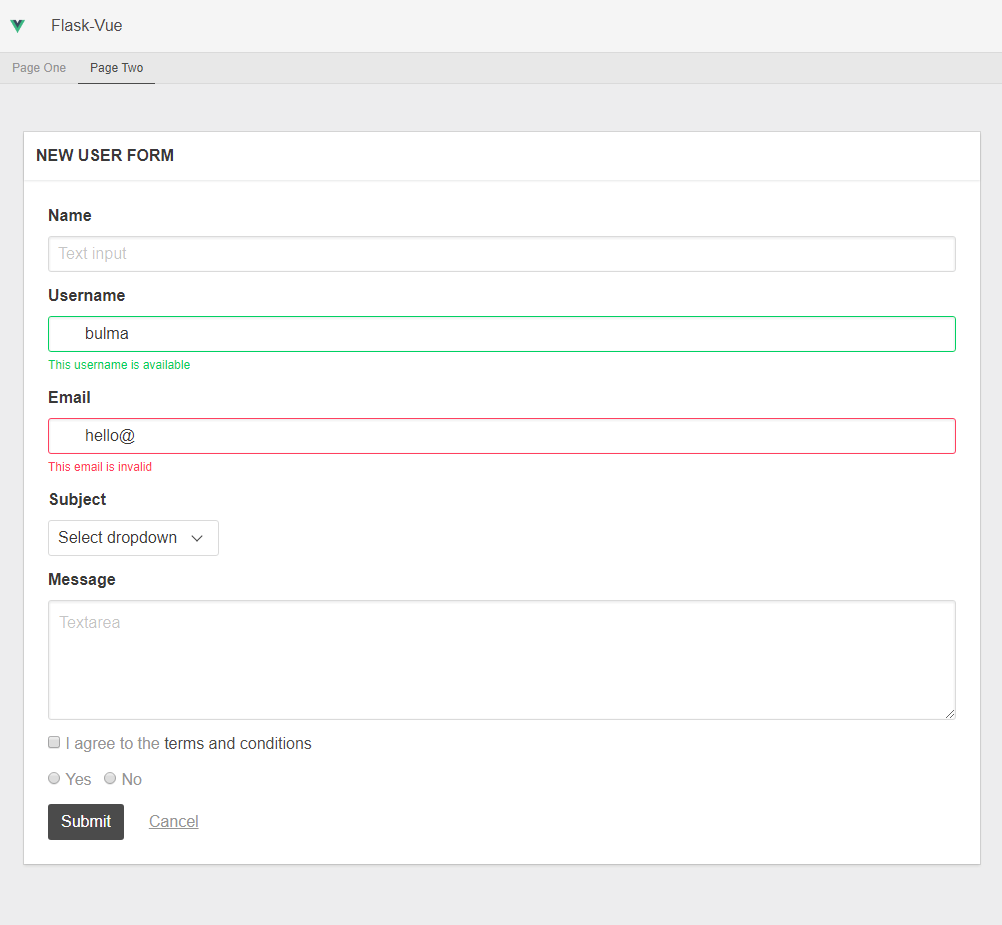 Flask-Vue
Page One Page Two
NEW USER FORM
Name
Text input
Username
bulma
This username is available
Email
hello@
This email is invalid
Subject
Select dropdown
Message
Textarea
I agree to the terms and conditions
Yes No
Submit Cancel